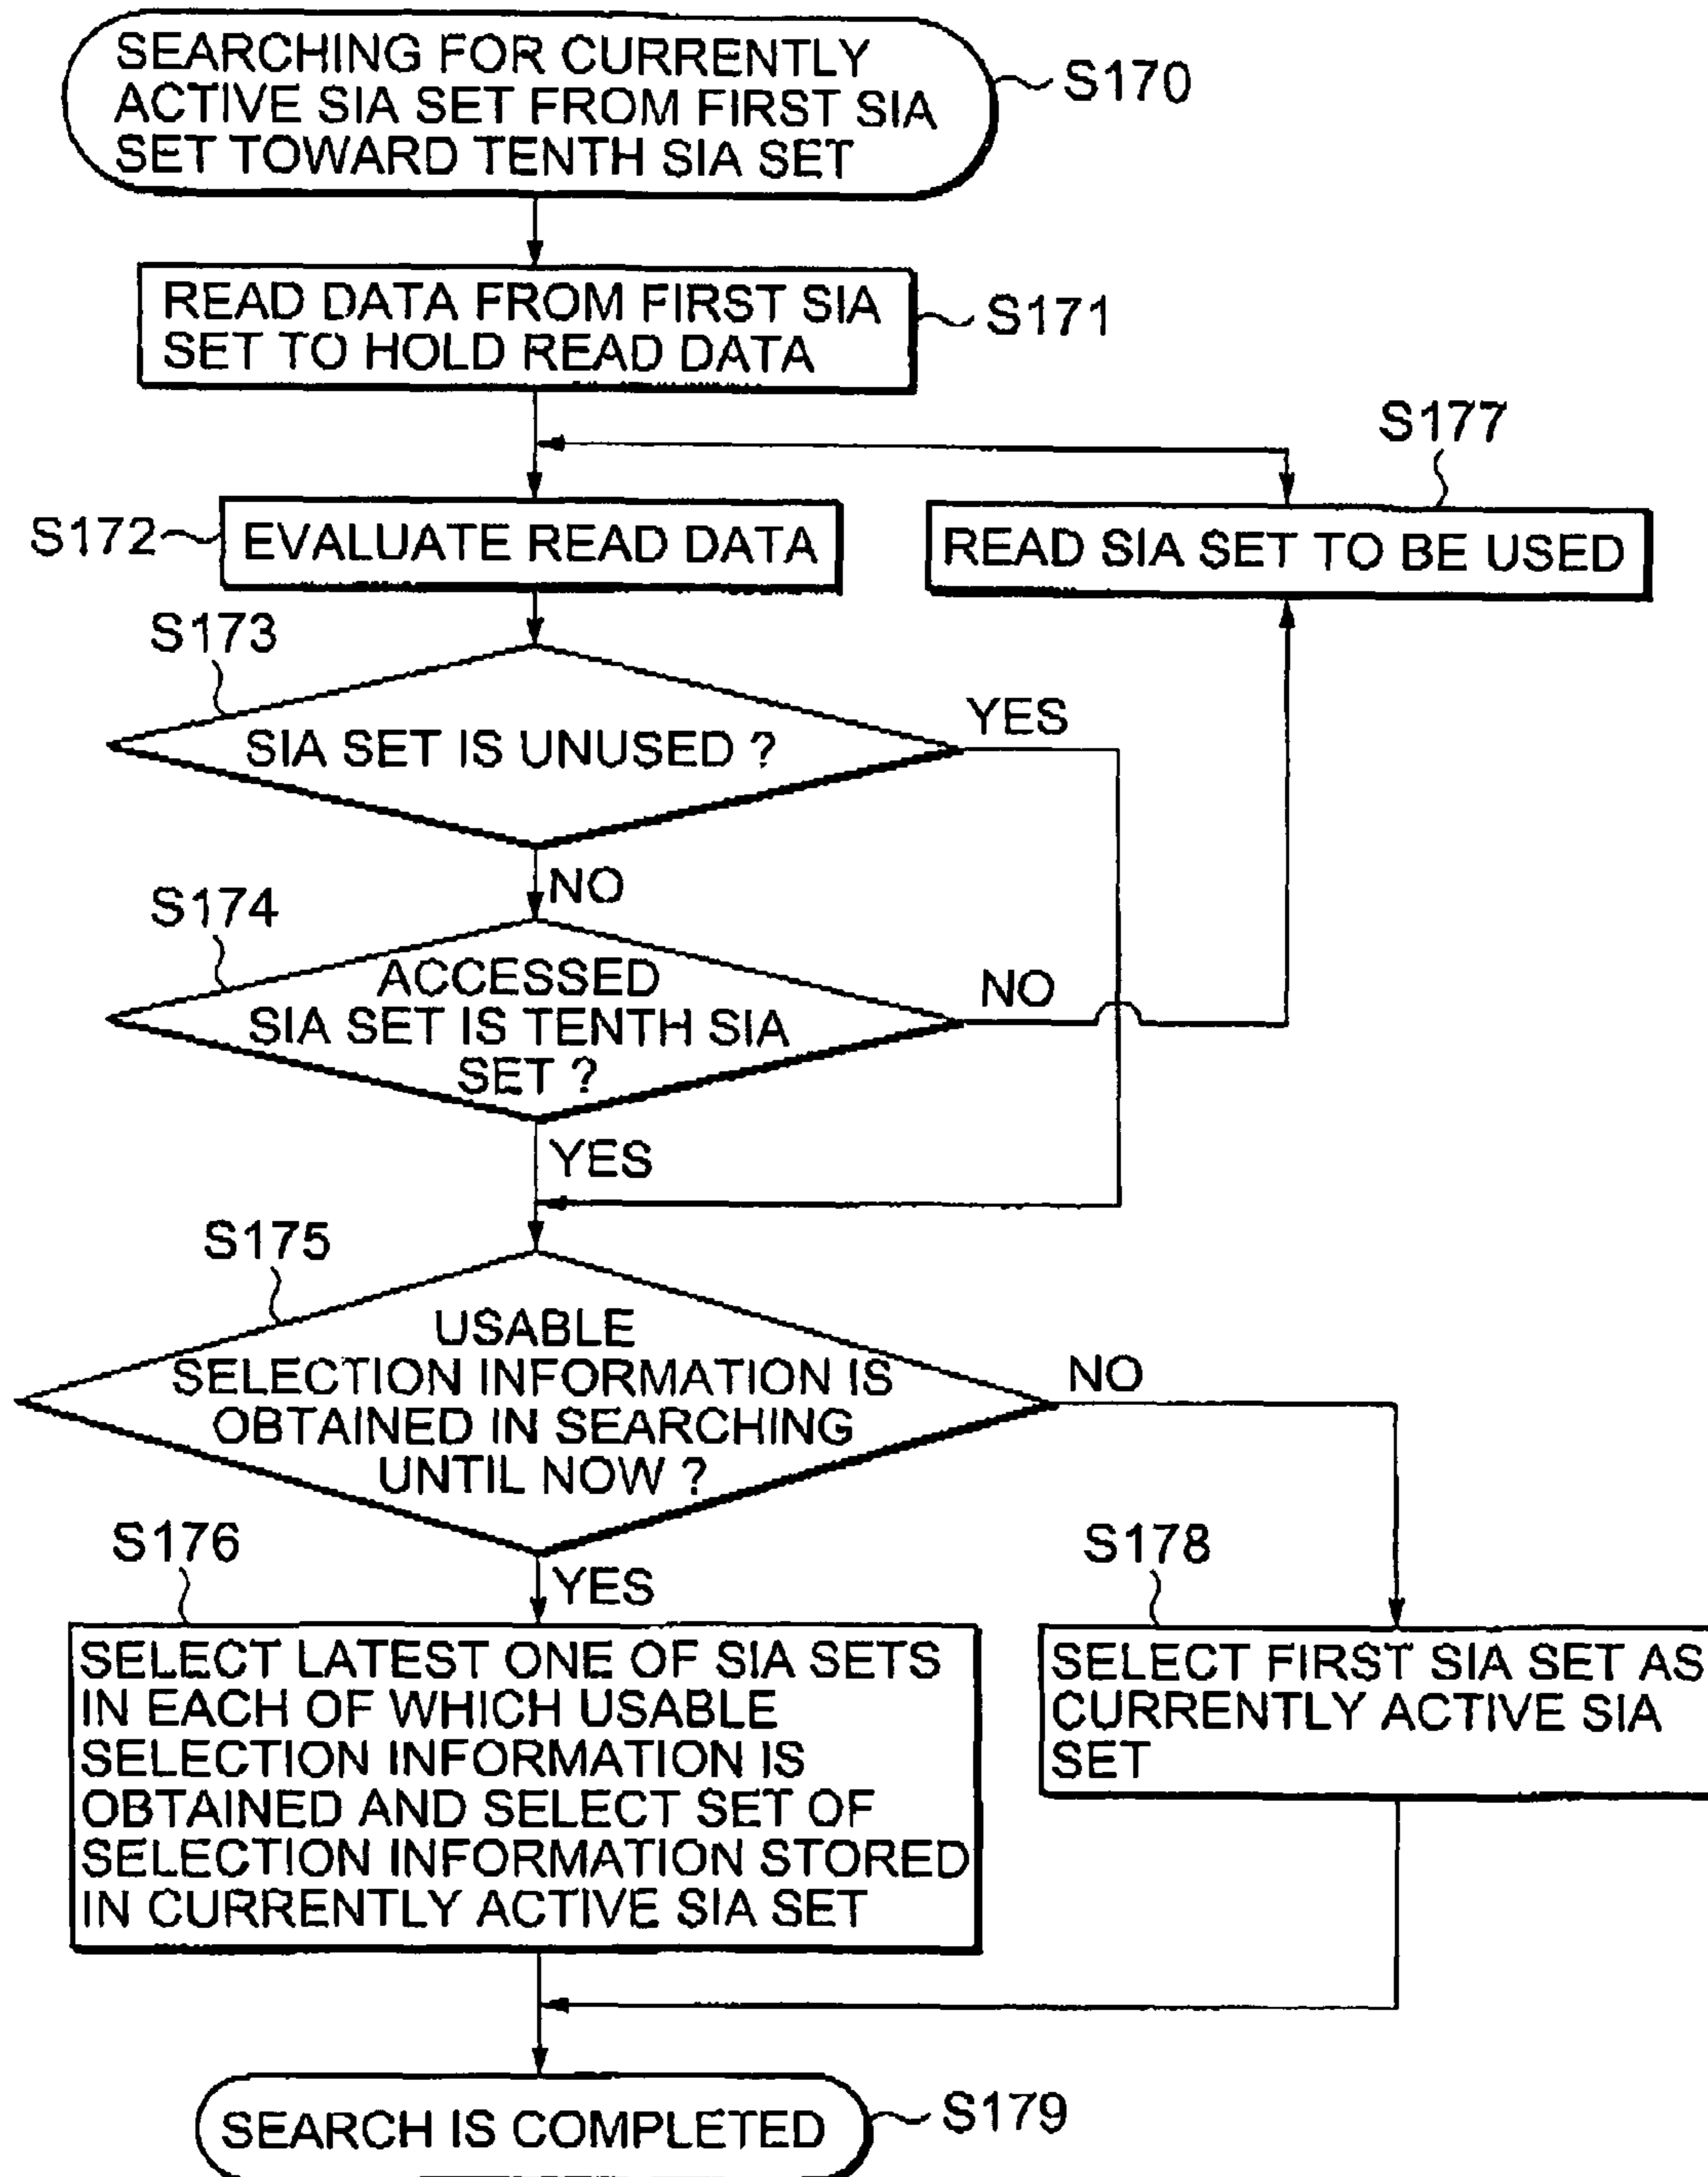 SEARCHING FOR CURRENTLY
ACTIVE SIA SET FROM FIRST SIA
SET TOWARD TENTH SIA SET
S170
READ DATA FROM FIRST SIA
SET TO HOLD READ DATA
S171
S177
S172
EVALUATE READ DATA
READ SIA SET TO BE USED
S173
SIA SET IS UNUSED ?
YES
NO
S174
ACCESSED
SIA SET IS TENTH SIA
SET ?
NO
YES
S175
USABLE
SELECTION INFORMATION IS
OBTAINED IN SEARCHING
UNTIL NOW ?
NO
S176
YES
S178
SELECT LATEST ONE OF SIA SETS
IN EACH OF WHICH USABLE
SELECTION INFORMATION IS
OBTAINED AND SELECT SET OF
SELECTION INFORMATION STORED
IN CURRENTLY ACTIVE SIA SET
SELECT FIRST SIA SET AS
CURRENTLY ACTIVE SIA
SET
SEARCH IS COMPLETED
S179